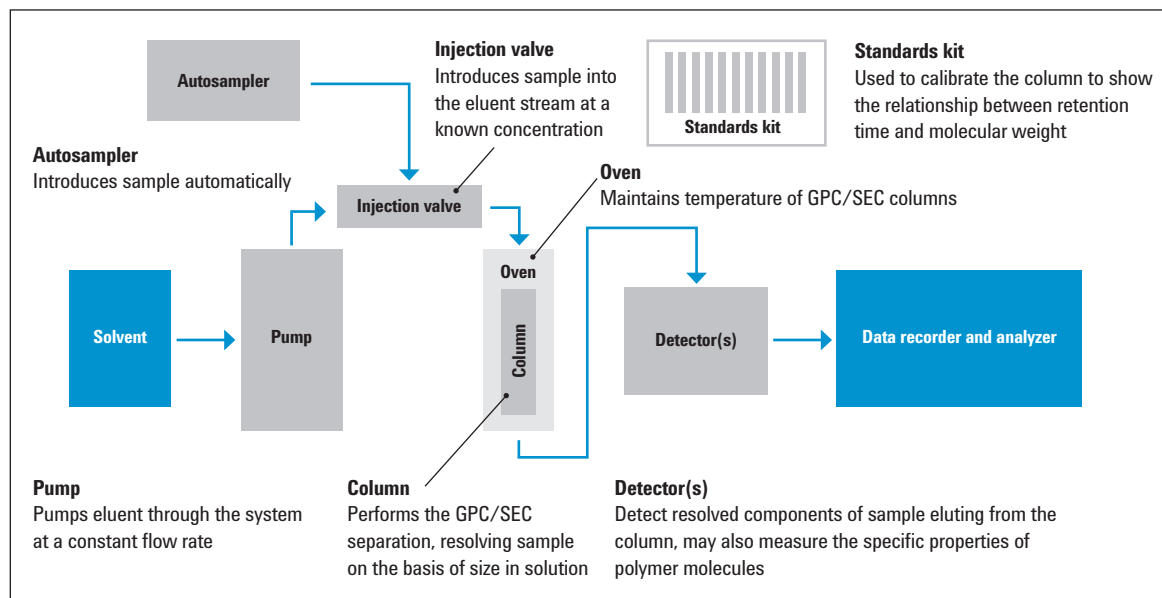 Autosampler
Injection valve
Introduces sample into
the eluent stream at a
known concentration
Standards kit
Standards kit
Used to calibrate the column to show
the relationship between retention
time and molecular weight
Autosampler
Introduces sample automatically
Injection valve
Oven
Maintains temperature of GPC/SEC columns
Solvent
Pump
Oven
Column
Detector(s)
Data recorder and analyzer
Pump
Pumps eluent through the system
at a constant flow rate
Column
Performs the GPC/SEC
separation, resolving sample
on the basis of size in solution
Detector(s)
Detect resolved components of sample eluting from the
column, may also measure the specific properties of
polymer molecules